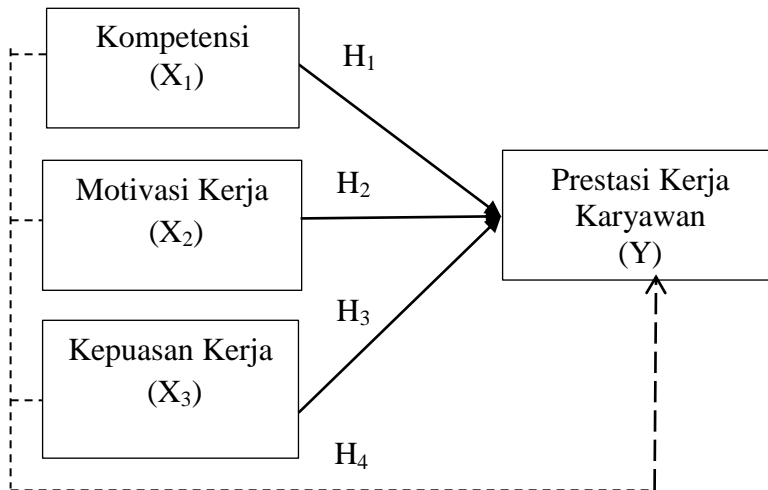 Kompetensi
(X₁)
H₁
Motivasi Kerja
(X₂)
H₂
Prestasi Kerja
Karyawan
(Y)
Kepuasan Kerja
(X₃)
H₃
H₄